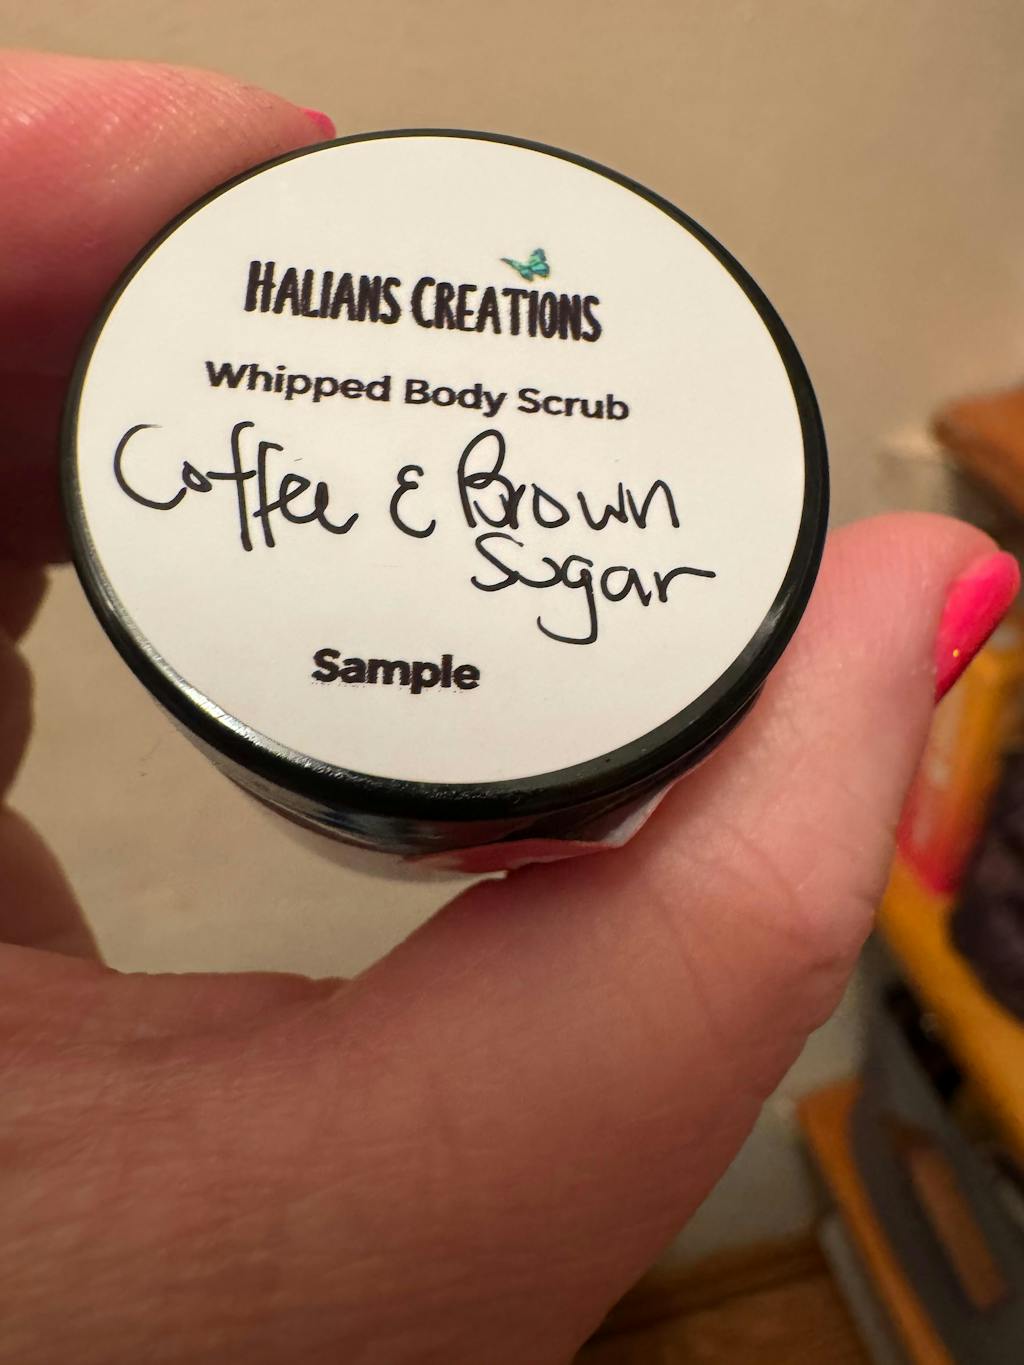 HALIANS CREATIONS
Whipped Body Scrub
Coffee & Brown
Sugar
Sample